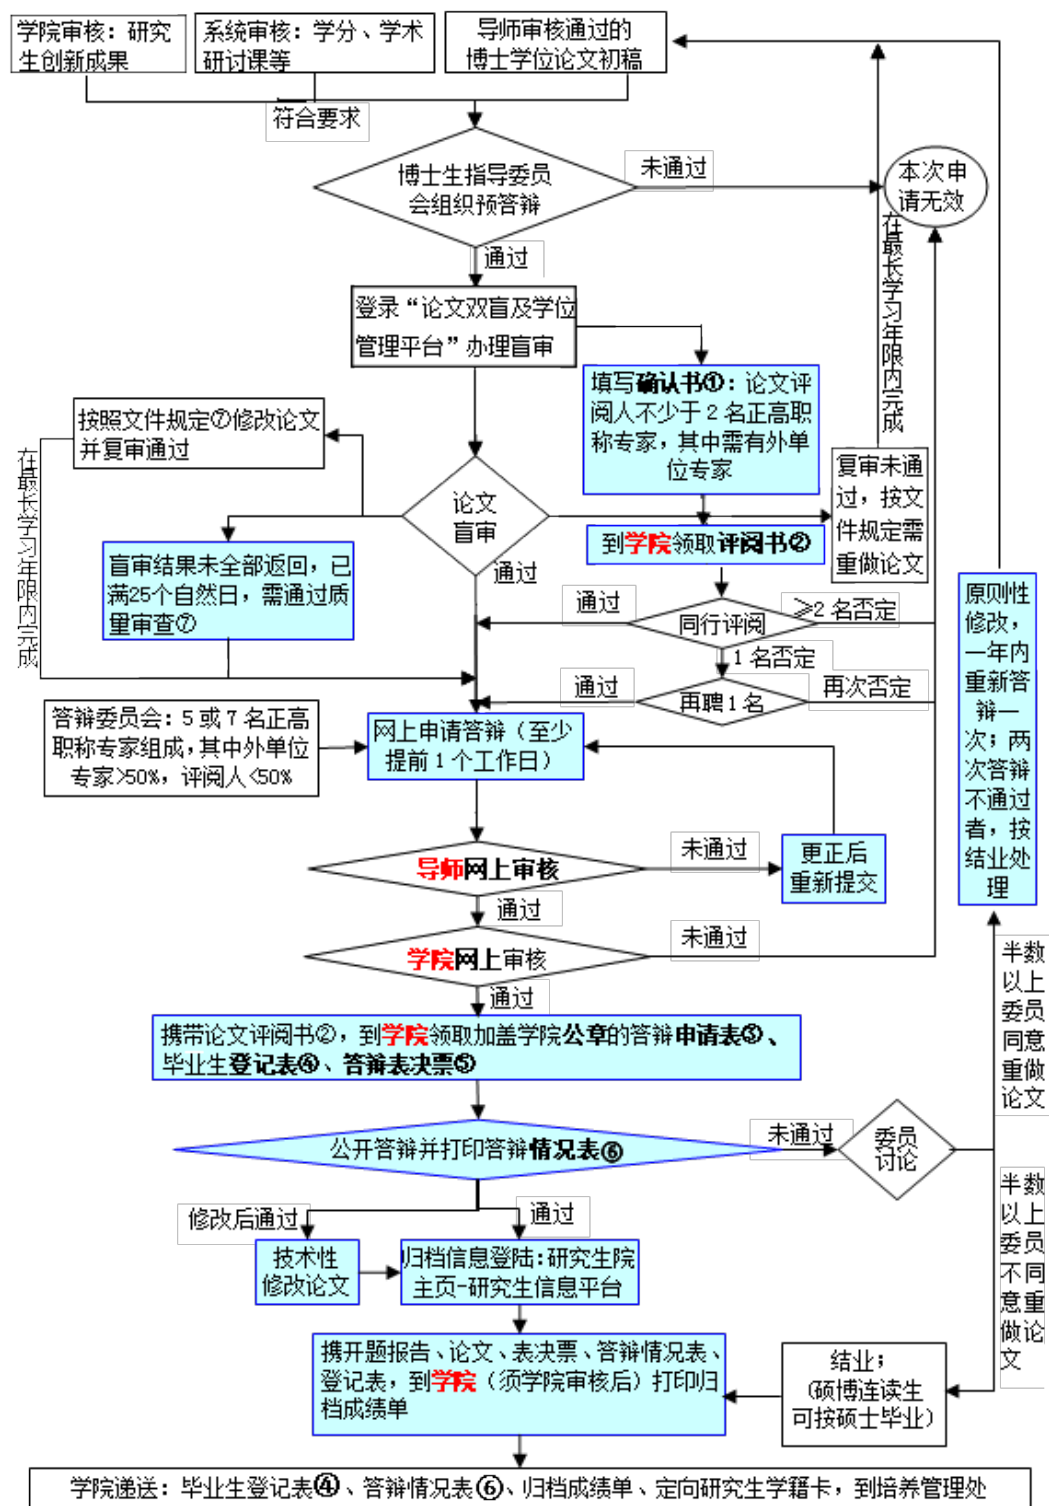 学院审核：研究
生创新成果
系统审核：学分、学术
研讨课等
导师审核通过的
博士学位论文初稿
符合要求
博士生指导委员
会组织预答辩
未通过
本次申
请无效
通过
在最长学习年限内完成
登录“论文双盲及学位
管理平台”办理盲审
填写确认书①：论文评
阅人不少于2名正高职
称专家，其中需有外单
位专家
按照文件规定⑦修改论文
并复审通过
在最长学习年限内完成
论文
盲审
复审未通
过，按文
件规定需
重做论文
到学院领取评阅书②
盲审结果未全部返回，已
满25个自然日，需通过质
量审查⑦
通过
通过
同行评阅
≥2名否定
1名否定
通过
再聘1名
再次否定
原则性
修改，
一年内
重新答
辩一
次；两
次答辩
不通过
者，按
结业处
理
答辩委员会：5或7名正高
职称专家组成，其中外单位
专家>50%，评阅人<50%
网上申请答辩（至少
提前1个工作日）
导师网上审核
未通过
更正后
重新提交
通过
学院网上审核
未通过
通过
半数
以上
委员
同意
重做
论文
携带论文评阅书②，到学院领取加盖学院公章的答辩申请表③、
毕业生登记表④、答辩表决票⑤
公开答辩并打印答辩情况表⑥
未通过
委员
讨论
半数
以上
委员
不同
意重
做论
文
修改后通过
通过
技术性
修改论文
归档信息登陆：研究生院
主页-研究生信息平台
携开题报告、论文、表决票、答辩情况表、
登记表，到学院（须学院审核后）打印归
档成绩单
结业；
（硕博连读生
可按硕士毕业）
学院递送：毕业生登记表④、答辩情况表⑥、归档成绩单、定向研究生学籍卡，到培养管理处